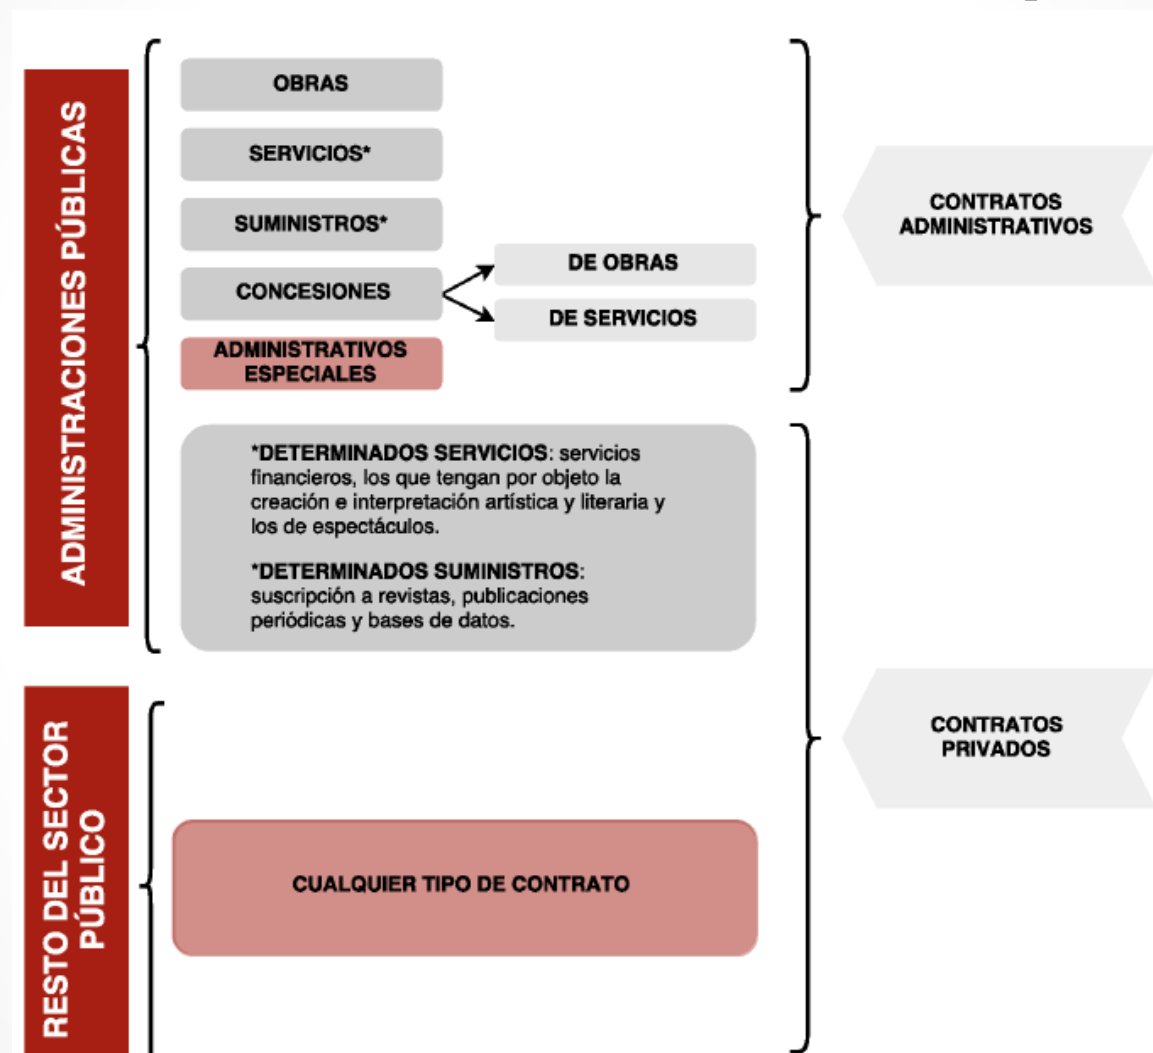 ADMINISTRACIONES PÚBLICAS
OBRAS
SERVICIOS*
SUMINISTROS*
CONCESIONES
DE OBRAS
DE SERVICIOS
ADMINISTRATIVOS
ESPECIALES
CONTRATOS
ADMINISTRATIVOS
*DETERMINADOS SERVICIOS: servicios
financieros, los que tengan por objeto la
creación e interpretación artística y literaria y
los de espectáculos.
*DETERMINADOS SUMINISTROS:
suscripción a revistas, publicaciones
periódicas y bases de datos.
RESTO DEL SECTOR
PÚBLICO
CUALQUIER TIPO DE CONTRATO
CONTRATOS
PRIVADOS